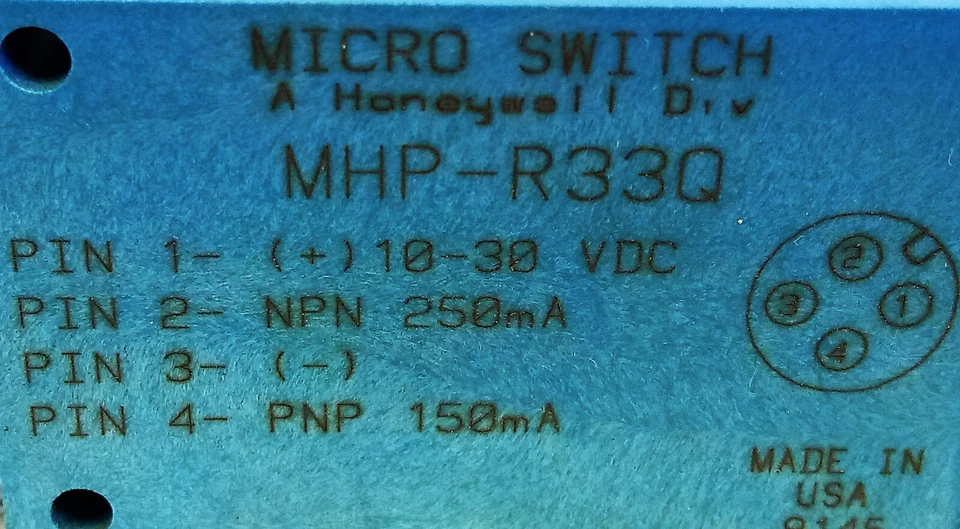 MICRO SWITCH
A Honeywell Div
MHP-R33Q
PIN 1- (+)10-30 VDC
PIN 2- NPN 250mA
PIN 3- (-)
PIN 4- PNP 150mA
2
3
1
4
MADE IN
USA